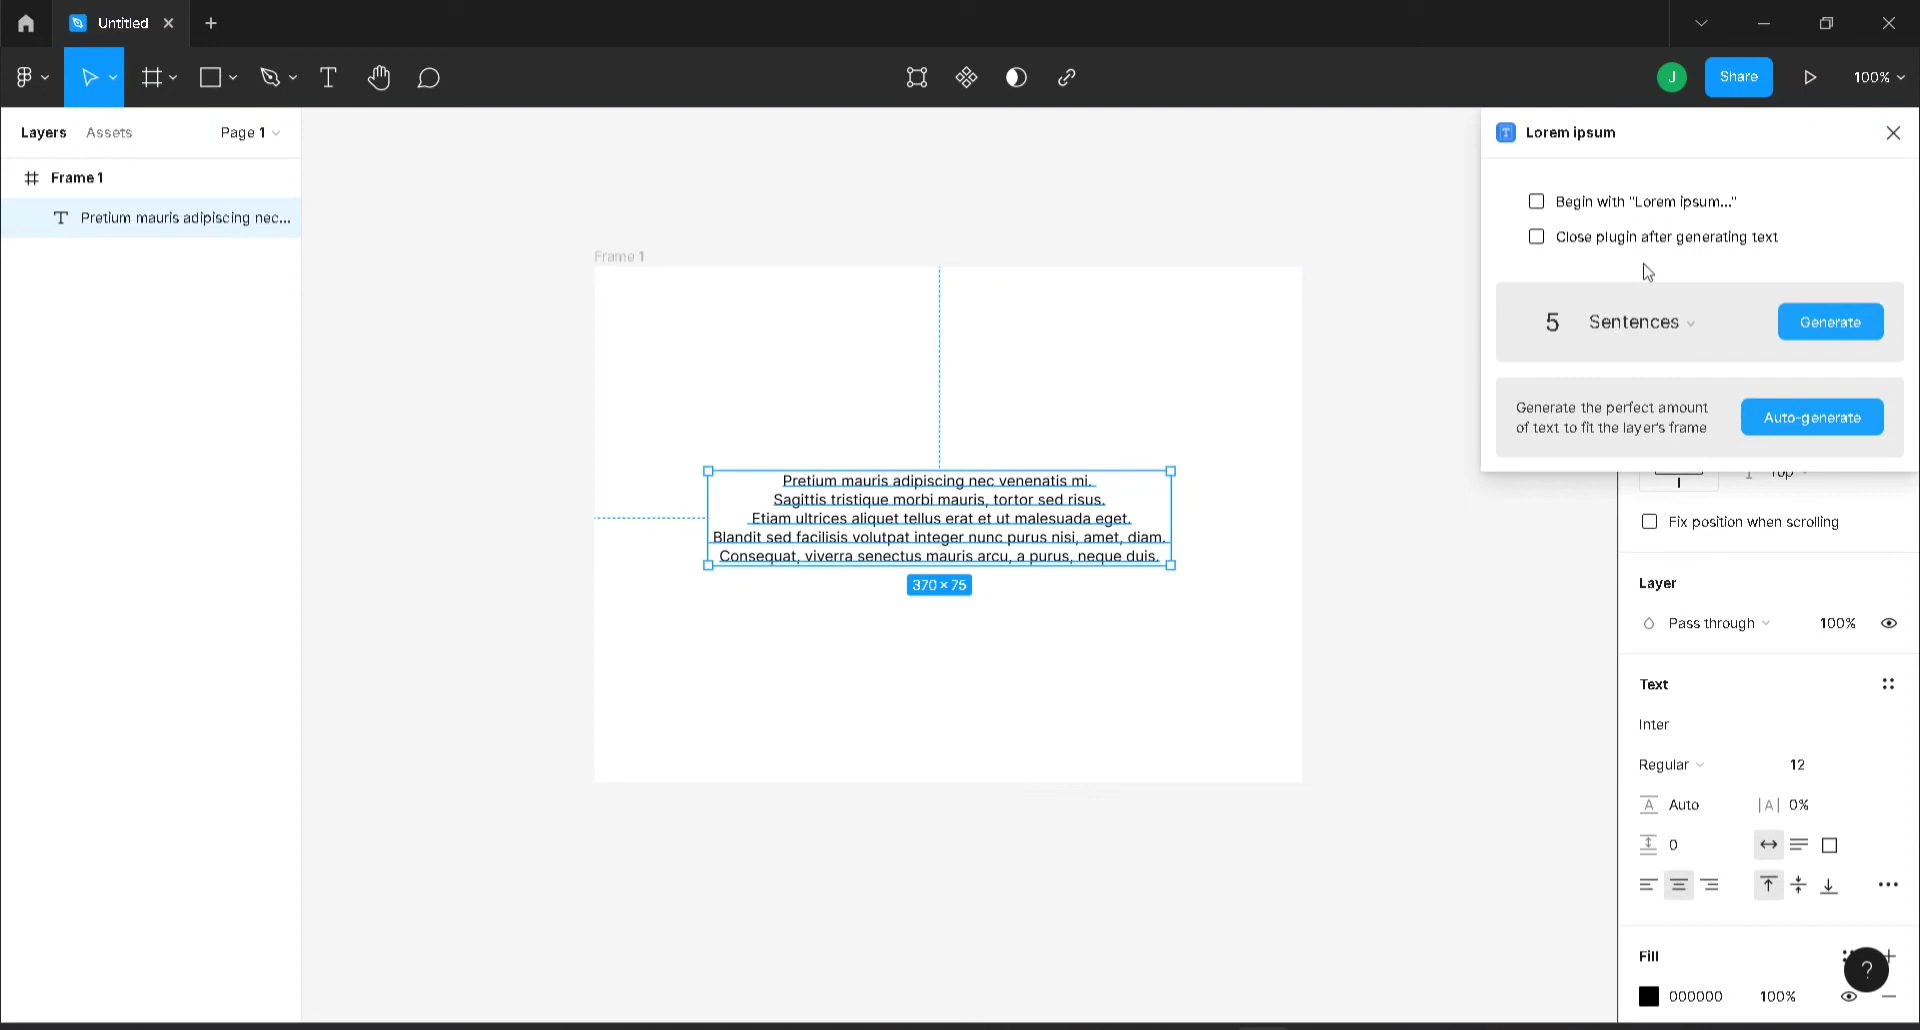 Untitled
J
Share
100%
Layers
Assets
Page 1
Frame 1
Pretium mauris adipiscing nec...
Frame 1
Pretium mauris adipiscing nec venenatis mi.
Sagittis tristique morbi mauris, tortor sed risus.
Etiam ultrices aliquet tellus erat et ut malesuada eget.
Blandit sed facilisis volutpat integer nunc purus nisi, amet, diam.
Consequat, viverra senectus mauris arcu, a purus, neque duis.
370 × 75
Lorem ipsum
Begin with "Lorem ipsum..."
Close plugin after generating text
5 Sentences
Generate
Generate the perfect amount
of text to fit the layer's frame
Auto-generate
Top
Fix position when scrolling
Layer
Pass through
100%
Text
Inter
Regular
12
Auto
0%
0
Fill
000000
100%
?